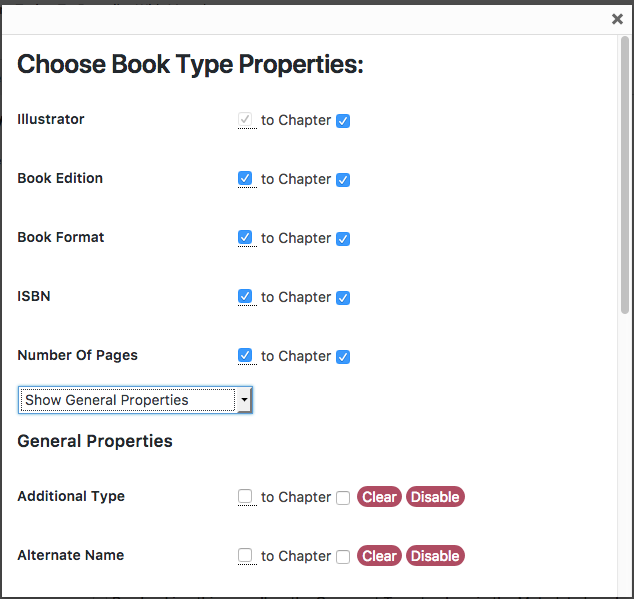 Choose Book Type Properties:
Illustrator to Chapter
Book Edition to Chapter
Book Format to Chapter
ISBN to Chapter
Number Of Pages to Chapter
Show General Properties
General Properties
Additional Type to Chapter Clear Disable
Alternate Name to Chapter Clear Disable